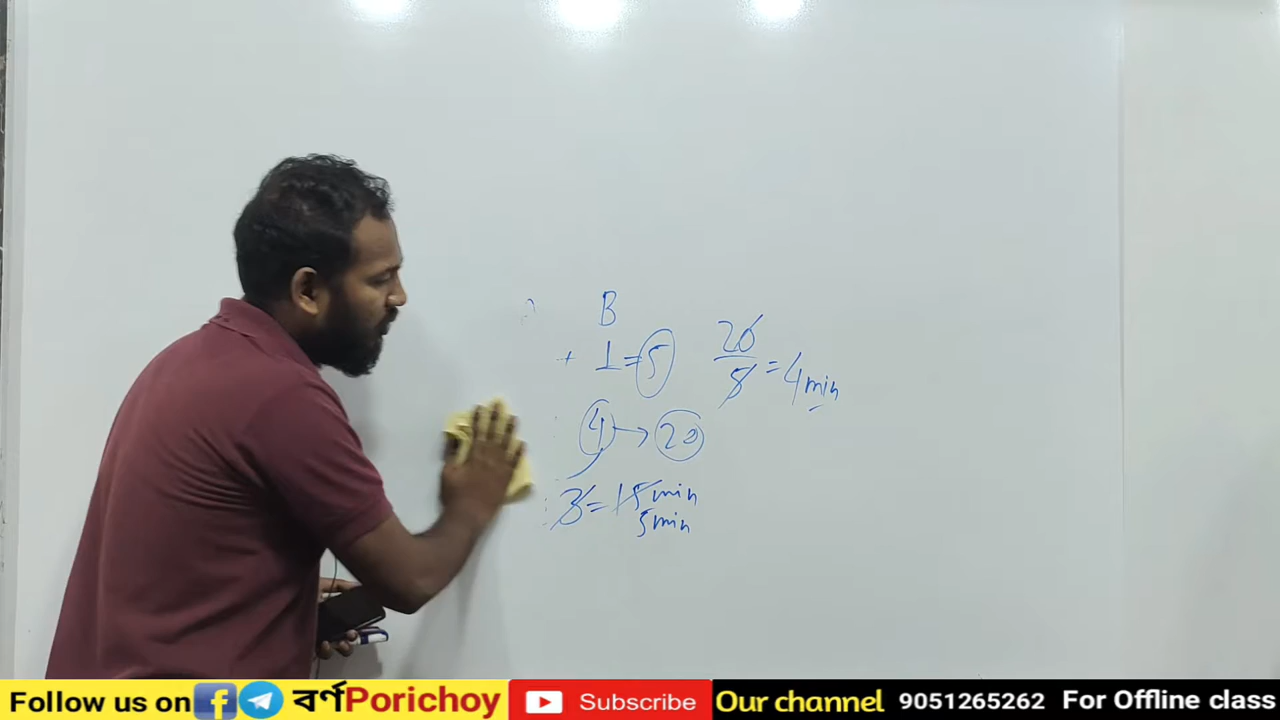 B
+ 1 = 5
20/5 = 4 min
4 → 20
3 = 15 min
5 min
Follow us on বর্ণPorichoy Subscribe Our channel 9051265262 For Offline class